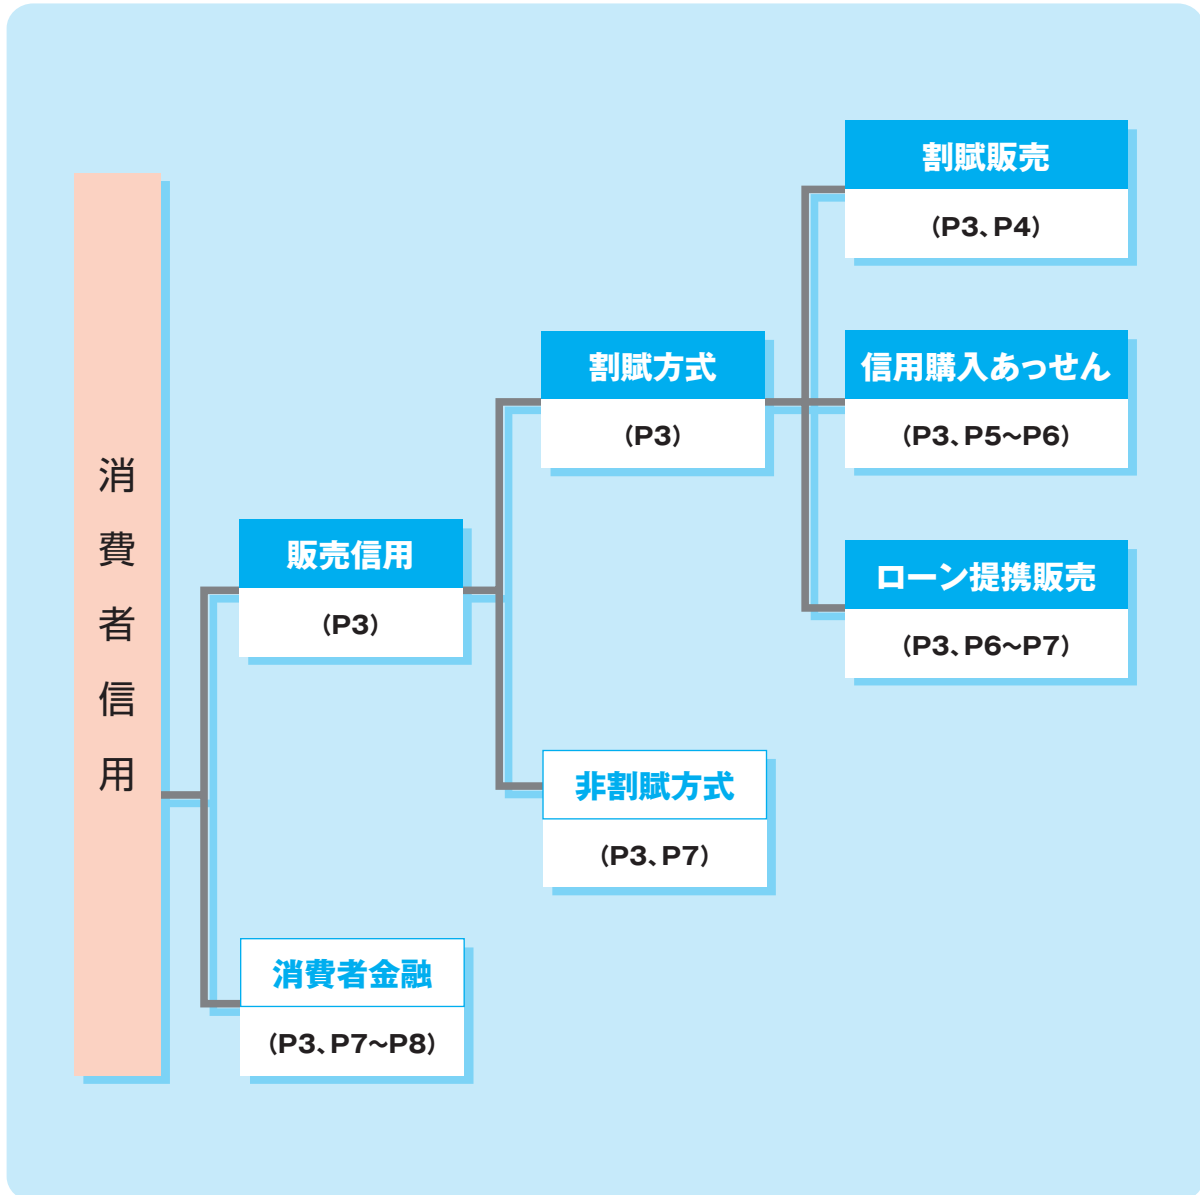 消費者信用
販売信用
（P3）
消費者金融
（P3、P7〜P8）
割賦方式
（P3）
非割賦方式
（P3、P7）
割賦販売
（P3、P4）
信用購入あっせん
（P3、P5〜P6）
ローン提携販売
（P3、P6〜P7）